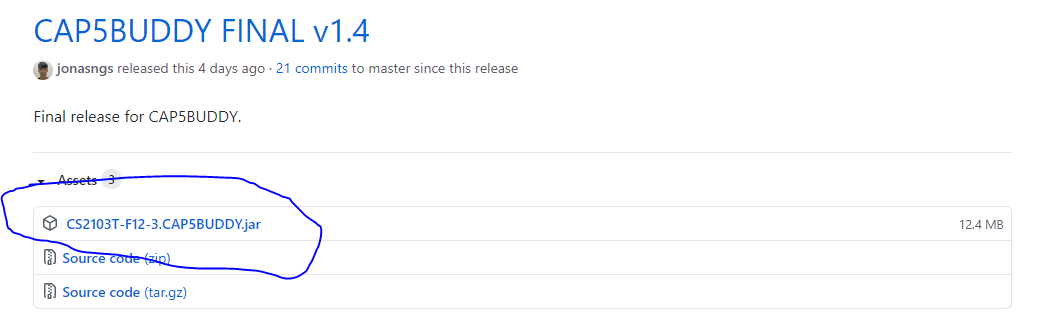 CAP5BUDDY FINAL v1.4
jonasngs released this 4 days ago · 21 commits to master since this release
Final release for CAP5BUDDY.
Assets 3
CS2103T-F12-3.CAP5BUDDY.jar 12.4 MB
Source code (zip)
Source code (tar.gz)